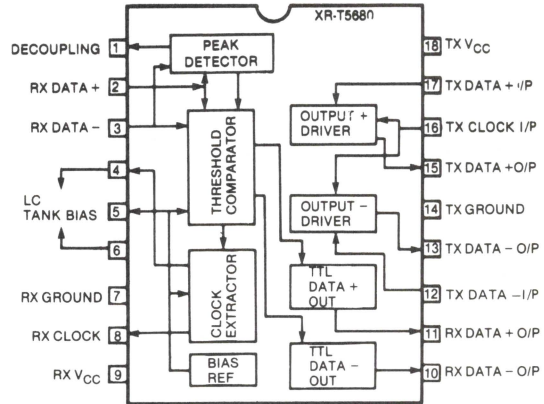 XR-T5680
DECOUPLING 1
RX DATA + 2
RX DATA - 3
4
LC
TANK BIAS
5
6
RX GROUND 7
RX CLOCK 8
RX VCC 9
PEAK
DETECTOR
THRESHOLD
COMPARATOR
CLOCK
EXTRACTOR
BIAS
REF
OUTPUT +
DRIVER
OUTPUT -
DRIVER
TTL
DATA +
OUT
TTL
DATA -
OUT
18 TX VCC
17 TX DATA + I/P
16 TX CLOCK I/P
15 TX DATA +O/P
14 TX GROUND
13 TX DATA - O/P
12 TX DATA -I/P
11 RX DATA + O/P
10 RX DATA - O/P